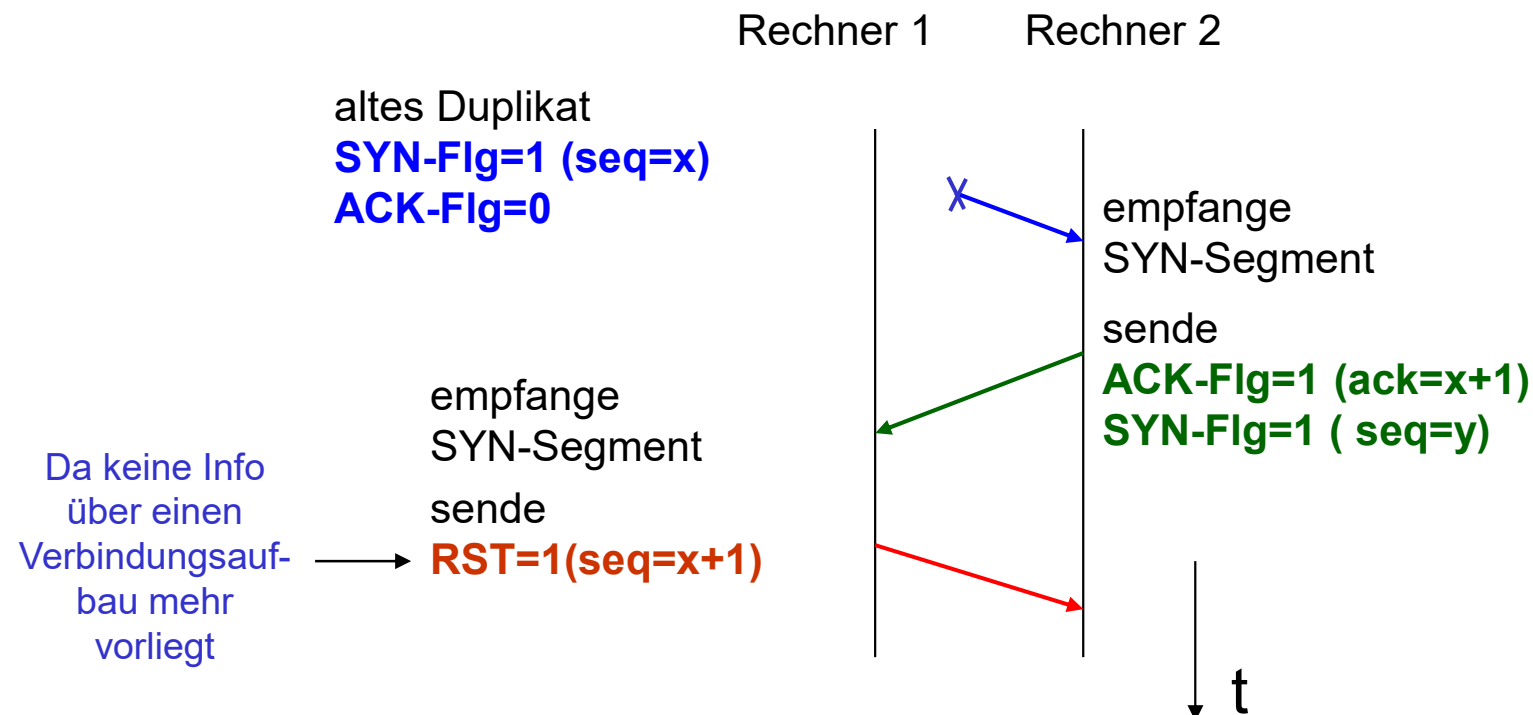 Rechner 1
Rechner 2
altes Duplikat
SYN-Flg=1 (seq=x)
ACK-Flg=0
empfange
SYN-Segment
sende
ACK-Flg=1 (ack=x+1)
SYN-Flg=1 ( seq=y)
empfange
SYN-Segment
sende
RST=1(seq=x+1)
Da keine Info
über einen
Verbindungsauf-
bau mehr
vorliegt
t